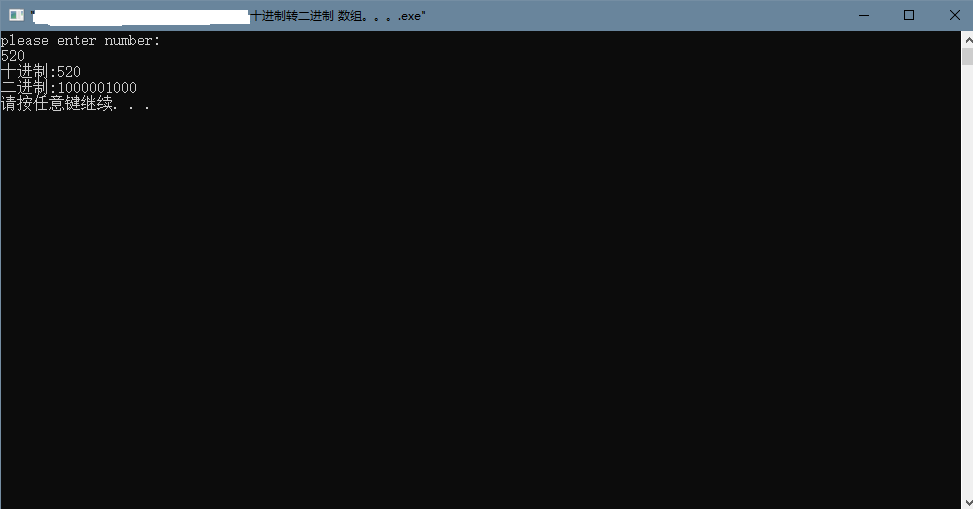 "十进制转二进制 数组。。。.exe"
please enter number:
520
十进制:520
二进制:1000001000
请按任意键继续. . .